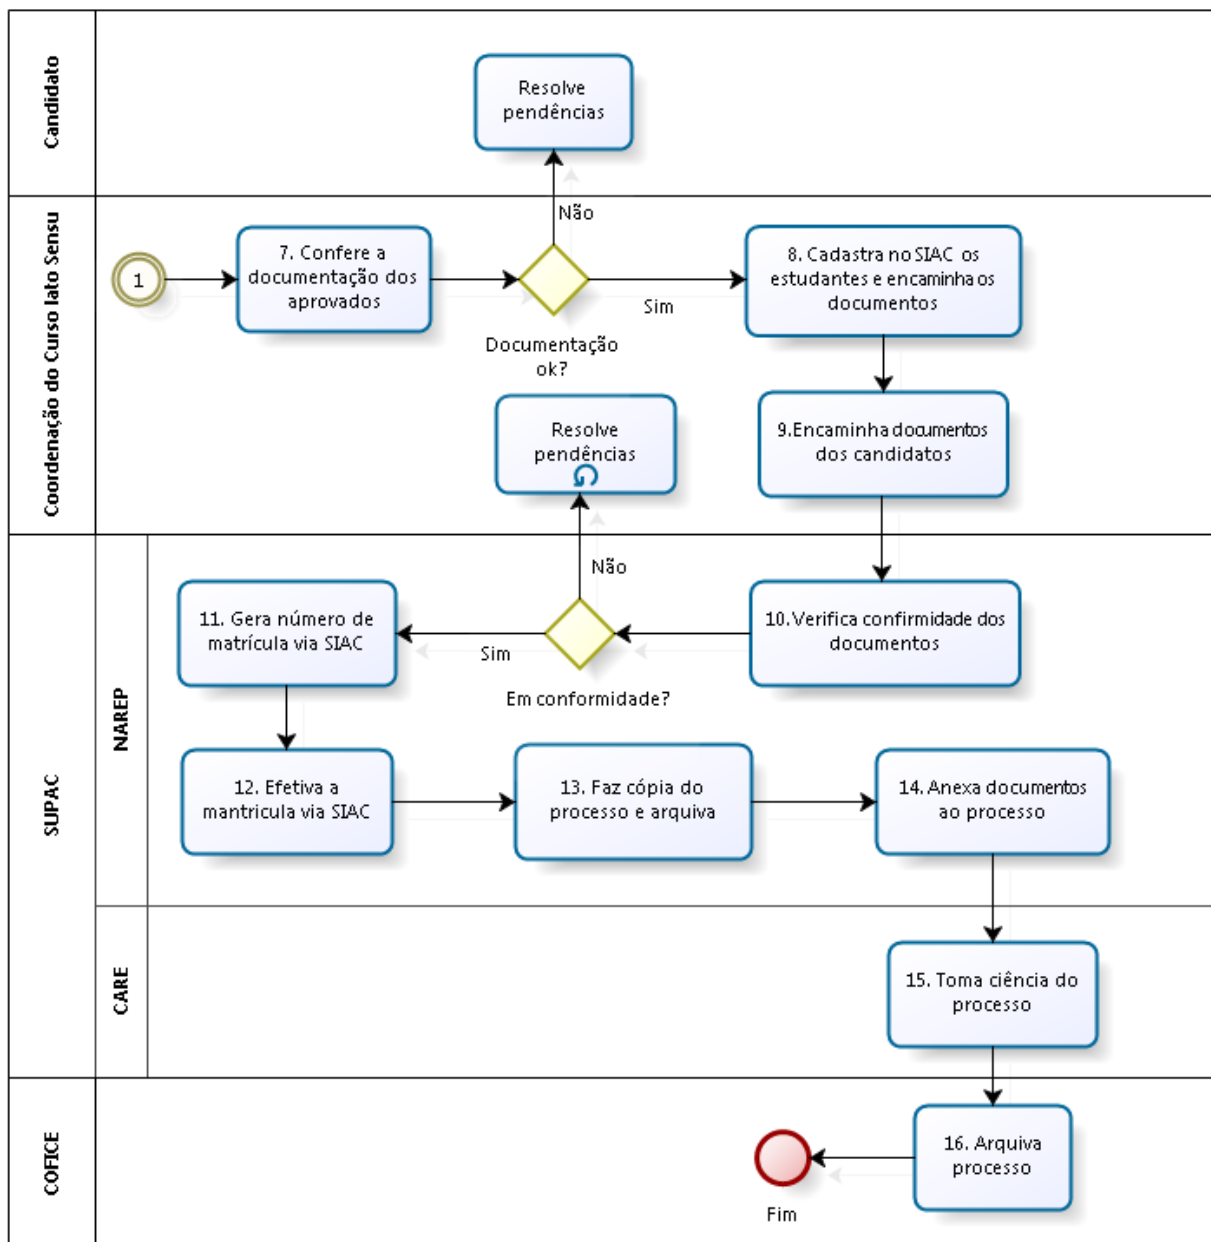 Candidato
Resolve
pendências
Não
Coordenação do Curso lato Sensu
1
7. Confere a
documentação dos
aprovados
Documentação
ok?
Sim
8. Cadastra no SIAC os
estudantes e encaminha os
documentos
9.Encaminha documentos
dos candidatos
Resolve
pendências
Não
SUPAC
NAREP
10. Verifica confirmidade dos
documentos
Em conformidade?
Sim
11. Gera número de
matrícula via SIAC
12. Efetiva a
mantricula via SIAC
13. Faz cópia do
processo e arquiva
14. Anexa documentos
ao processo
CARE
15. Toma ciência do
processo
COFICE
16. Arquiva
processo
Fim